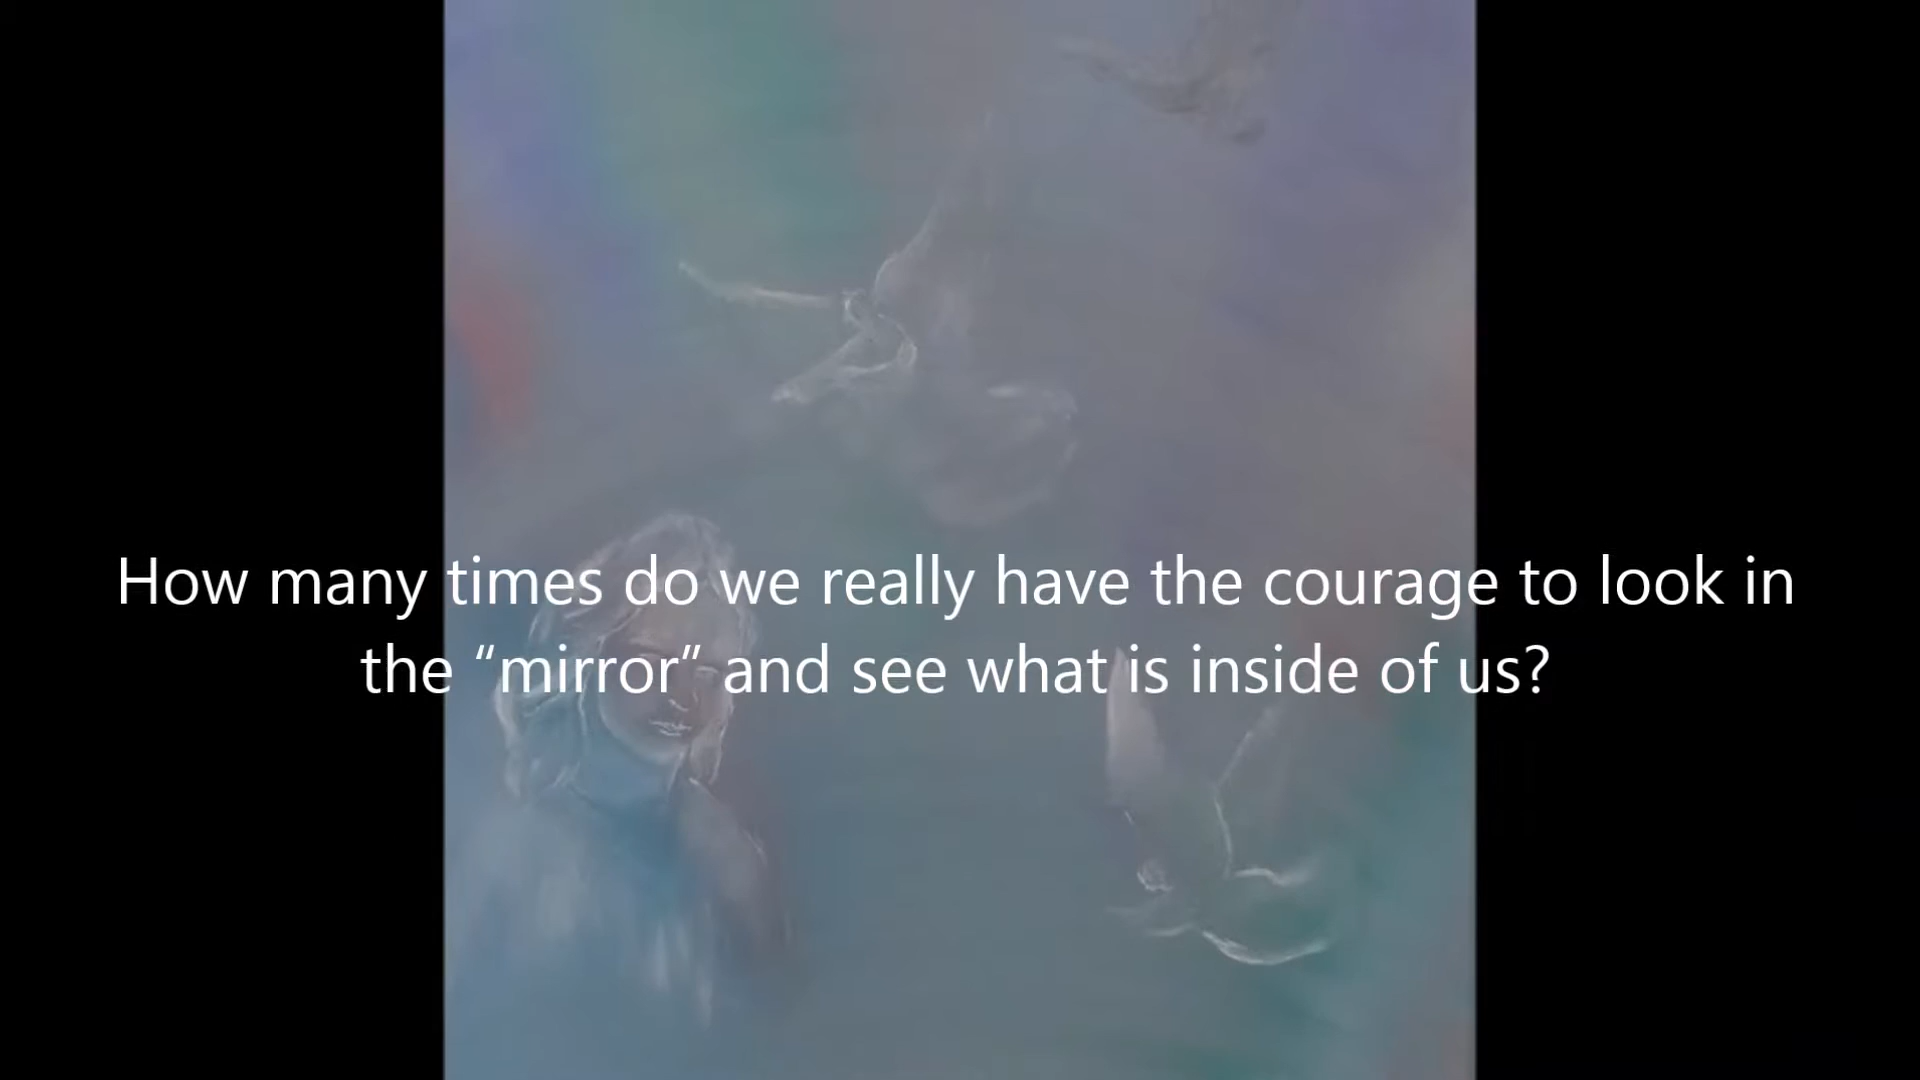 How many times do we really have the courage to look in
the “mirror” and see what is inside of us?